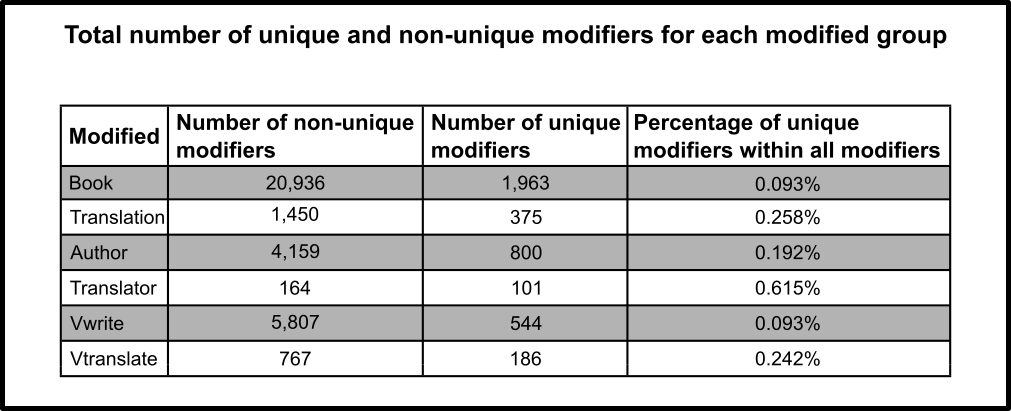 Total number of unique and non-unique modifiers for each modified group
Modified
Number of non-unique
modifiers
Number of unique
modifiers
Percentage of unique
modifiers within all modifiers
Book 20,936 1,963 0.093%
Translation 1,450 375 0.258%
Author 4,159 800 0.192%
Translator 164 101 0.615%
Vwrite 5,807 544 0.093%
Vtranslate 767 186 0.242%